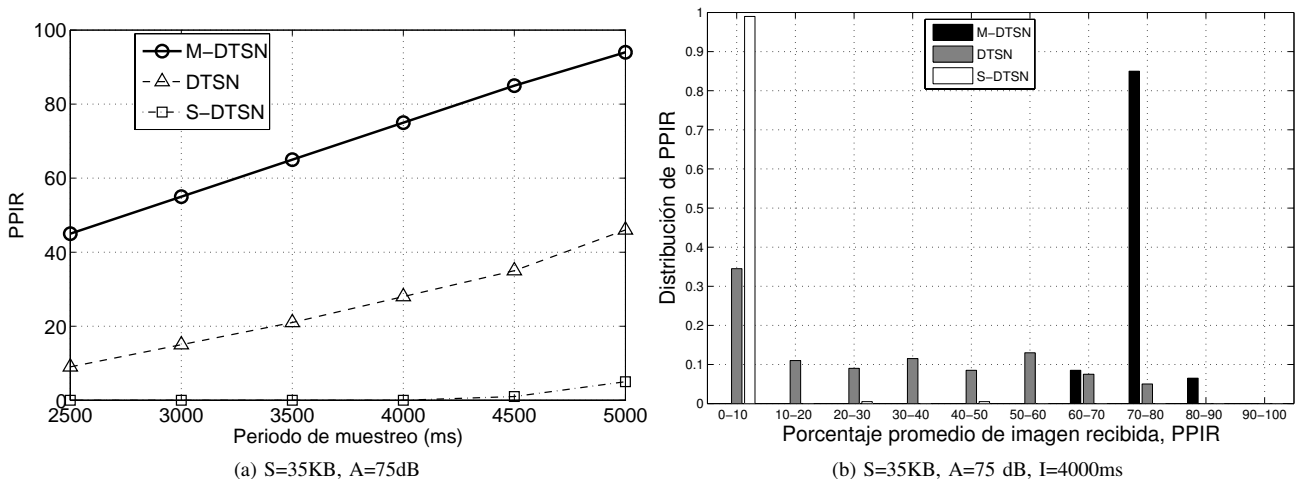 100
80
60
40
20
0
PPIR
M−DTSN
DTSN
S−DTSN
2500 3000 3500 4000 4500 5000
Periodo de muestreo (ms)
(a) S=35KB, A=75dB
1
0.9
0.8
0.7
0.6
0.5
0.4
0.3
0.2
0.1
0
Distribución de PPIR
M−DTSN
DTSN
S−DTSN
0−10 10−20 20−30 30−40 40−50 50−60 60−70 70−80 80−90 90−100
Porcentaje promedio de imagen recibida, PPIR
(b) S=35KB, A=75 dB, I=4000ms